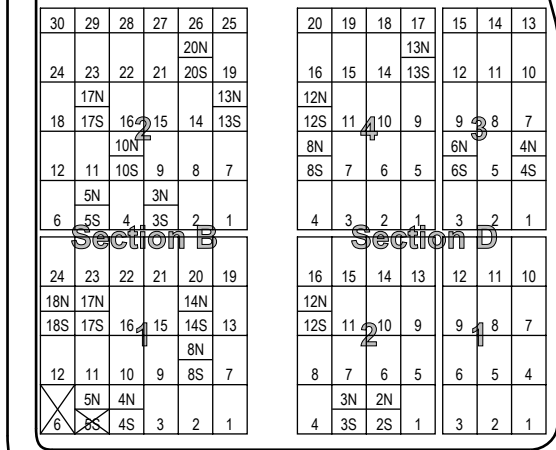 30 29 28 27 26 25 20 19 18 17 15 14 13
20N 13N
24 23 22 21 20S 19 16 15 14 13S 12 11 10
17N 13N 12N
18 17S 16 15 14 13S 12S 11 10 9 9 8 7
2 4 3
10N 8N 6N 4N
12 11 10S 9 8 7 8S 7 6 5 6S 5 4S
5N 3N
6 5S 4 3S 2 1 4 3 2 1 3 2 1
Section B Section D
24 23 22 21 20 19 16 15 14 13 12 11 10
18N 17N 14N 12N
18S 17S 16 15 14S 13 12S 11 10 9 9 8 7
1 2 1
8N
12 11 10 9 8S 7 8 7 6 5 6 5 4
5N 4N 3N 2N
6 5S 4S 3 2 1 4 3S 2S 1 3 2 1